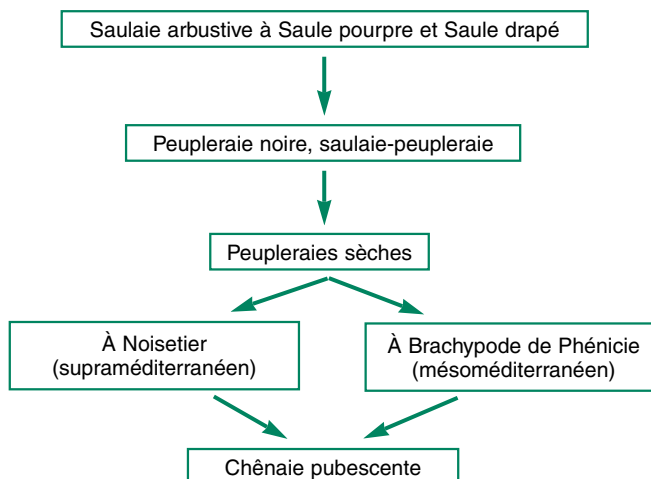 Saulaie arbustive à Saule pourpre et Saule drapé
Peupleraie noire, saulaie-peupleraie
Peupleraies sèches
À Noisetier
(supraméditerranéen)
À Brachypode de Phénicie
(mésoméditerranéen)
Chênaie pubescente